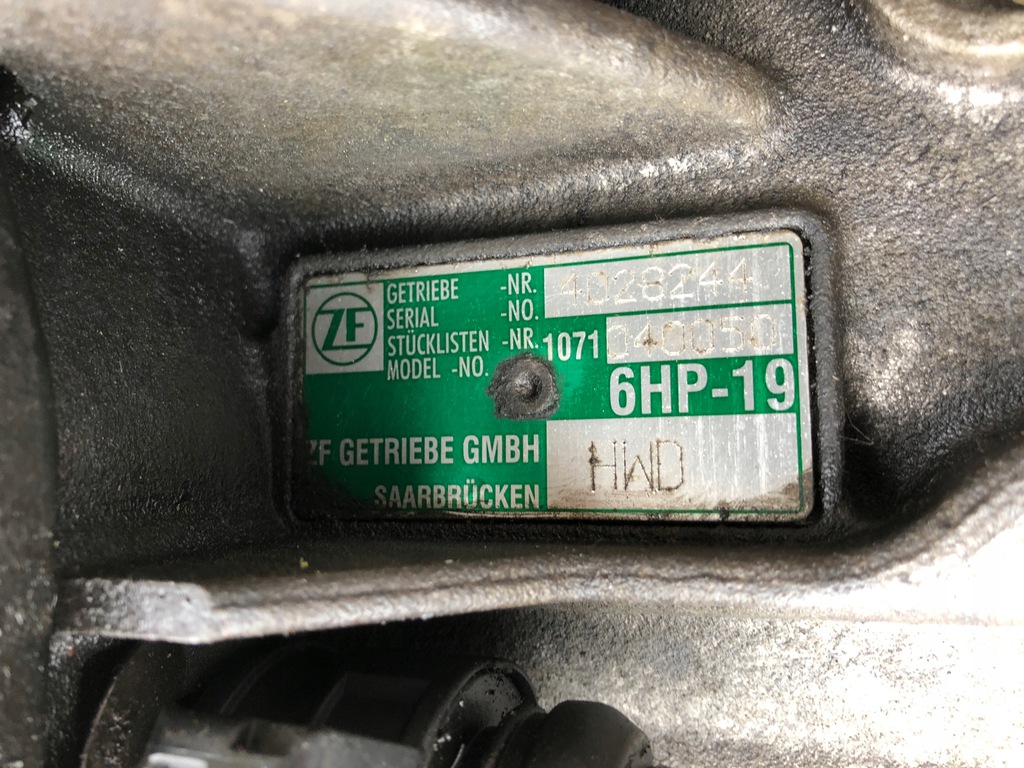 ZF
GETRIEBE -NR. 4028244
SERIAL -NO.
STÜCKLISTEN -NR. 1071 040050
MODEL -NO.
6HP-19
ZF GETRIEBE GMBH
SAARBRÜCKEN
HWD